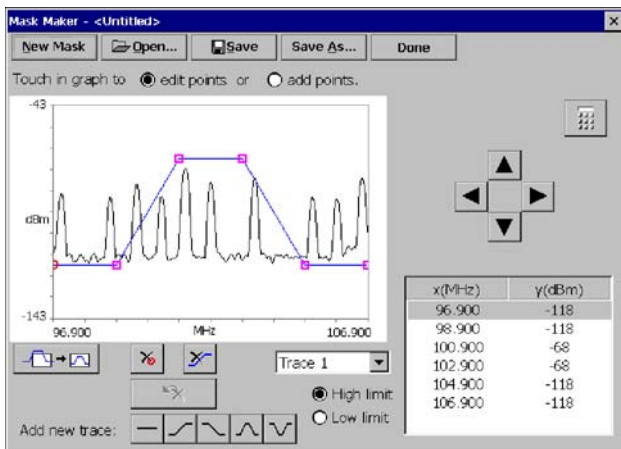 Mask Maker - <Untitled>
New Mask Open... Save Save As... Done
Touch in graph to edit points or add points.
-43
dBm
-143
96.900 MHz 106.900
x(MHz) y(dBm)
96.900 -118
98.900 -118
100.900 -68
102.900 -68
104.900 -118
106.900 -118
Trace 1
High limit
Low limit
Add new trace: